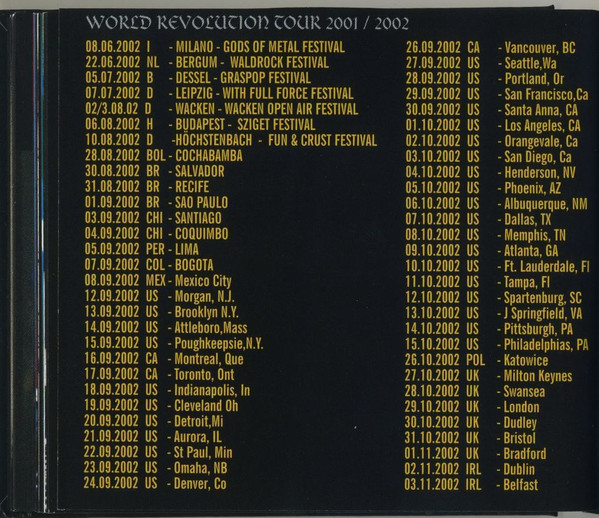 WORLD REVOLUTION TOUR 2001 / 2002
08.06.2002 I - MILANO - GODS OF METAL FESTIVAL
22.06.2002 NL - BERGUM - WALDROCK FESTIVAL
05.07.2002 B - DESSEL - GRASPOP FESTIVAL
07.07.2002 D - LEIPZIG - WITH FULL FORCE FESTIVAL
02/3.08.02 D - WACKEN - WACKEN OPEN AIR FESTIVAL
06.08.2002 H - BUDAPEST - SZIGET FESTIVAL
10.08.2002 D -HÖCHSTENBACH - FUN & CRUST FESTIVAL
28.08.2002 BOL - COCHABAMBA
30.08.2002 BR - SALVADOR
31.08.2002 BR - RECIFE
01.09.2002 BR - SAO PAULO
03.09.2002 CHI - SANTIAGO
04.09.2002 CHI - COQUIMBO
05.09.2002 PER - LIMA
07.09.2002 COL - BOGOTA
08.09.2002 MEX - Mexico City
12.09.2002 US - Morgan, N.J.
13.09.2002 US - Brooklyn N.Y.
14.09.2002 US - Attleboro,Mass
15.09.2002 US - Poughkeepsie,N.Y.
16.09.2002 CA - Montreal, Que
17.09.2002 CA - Toronto, Ont
18.09.2002 US - Indianapolis, In
19.09.2002 US - Cleveland Oh
20.09.2002 US - Detroit,Mi
21.09.2002 US - Aurora, IL
22.09.2002 US - St Paul, Min
23.09.2002 US - Omaha, NB
24.09.2002 US - Denver, Co
26.09.2002 CA - Vancouver, BC
27.09.2002 US - Seattle,Wa
28.09.2002 US - Portland, Or
29.09.2002 US - San Francisco,Ca
30.09.2002 US - Santa Anna, CA
01.10.2002 US - Los Angeles, CA
02.10.2002 US - Orangevale, Ca
03.10.2002 US - San Diego, Ca
04.10.2002 US - Henderson, NV
05.10.2002 US - Phoenix, AZ
06.10.2002 US - Albuquerque, NM
07.10.2002 US - Dallas, TX
08.10.2002 US - Memphis, TN
09.10.2002 US - Atlanta, GA
10.10.2002 US - Ft. Lauderdale, Fl
11.10.2002 US - Tampa, Fl
12.10.2002 US - Spartenburg, SC
13.10.2002 US - J Springfield, VA
14.10.2002 US - Pittsburgh, PA
15.10.2002 US - Philadelphias, PA
26.10.2002 POL - Katowice
27.10.2002 UK - Milton Keynes
28.10.2002 UK - Swansea
29.10.2002 UK - London
30.10.2002 UK - Dudley
31.10.2002 UK - Bristol
01.11.2002 UK - Bradford
02.11.2002 IRL - Dublin
03.11.2002 IRL - Belfast